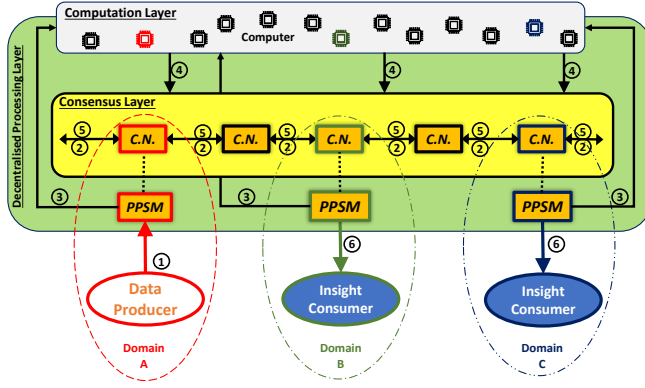 Computation Layer
Computer
Decentralised Processing Layer
④ ④ ④
Consensus Layer
⑤ ⑤ ⑤ ⑤ ⑤ ⑤
C.N. C.N. C.N. C.N. C.N.
② ② ② ② ② ②
③ ③ ③
PPSM PPSM PPSM
① ⑥ ⑥
Data
Producer
Insight
Consumer
Insight
Consumer
Domain
A
Domain
B
Domain
C